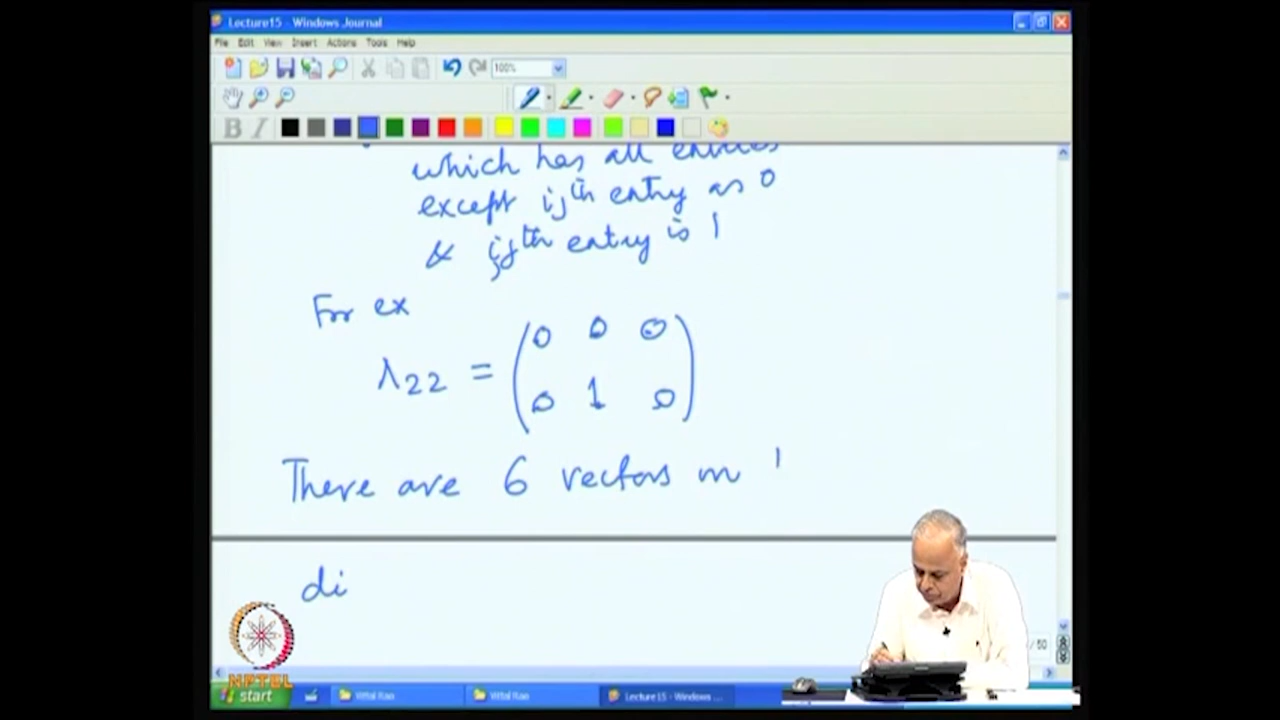 Lecture15 - Windows Journal
File Edit View Insert Actions Tools Help
100%
B I
which has all entries
except ijth entry as 0
& ijth entry is 1
For ex
λ22 = ( 0 0 0
0 1 0 )
There are 6 vectors in
di
/ 50
NPTEL
start Vittal Rao Vittal Rao Lecture15 - Windows ...